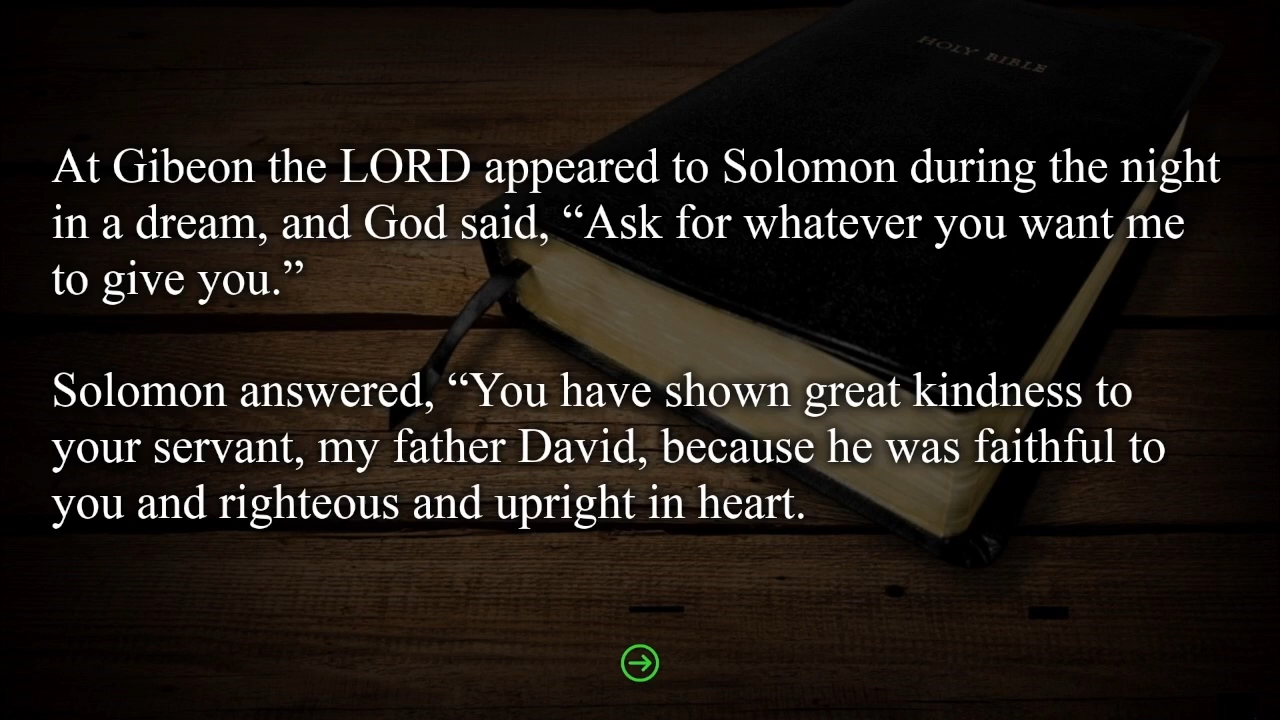 HOLY BIBLE
At Gibeon the LORD appeared to Solomon during the night
in a dream, and God said, “Ask for whatever you want me
to give you.”
Solomon answered, “You have shown great kindness to
your servant, my father David, because he was faithful to
you and righteous and upright in heart.